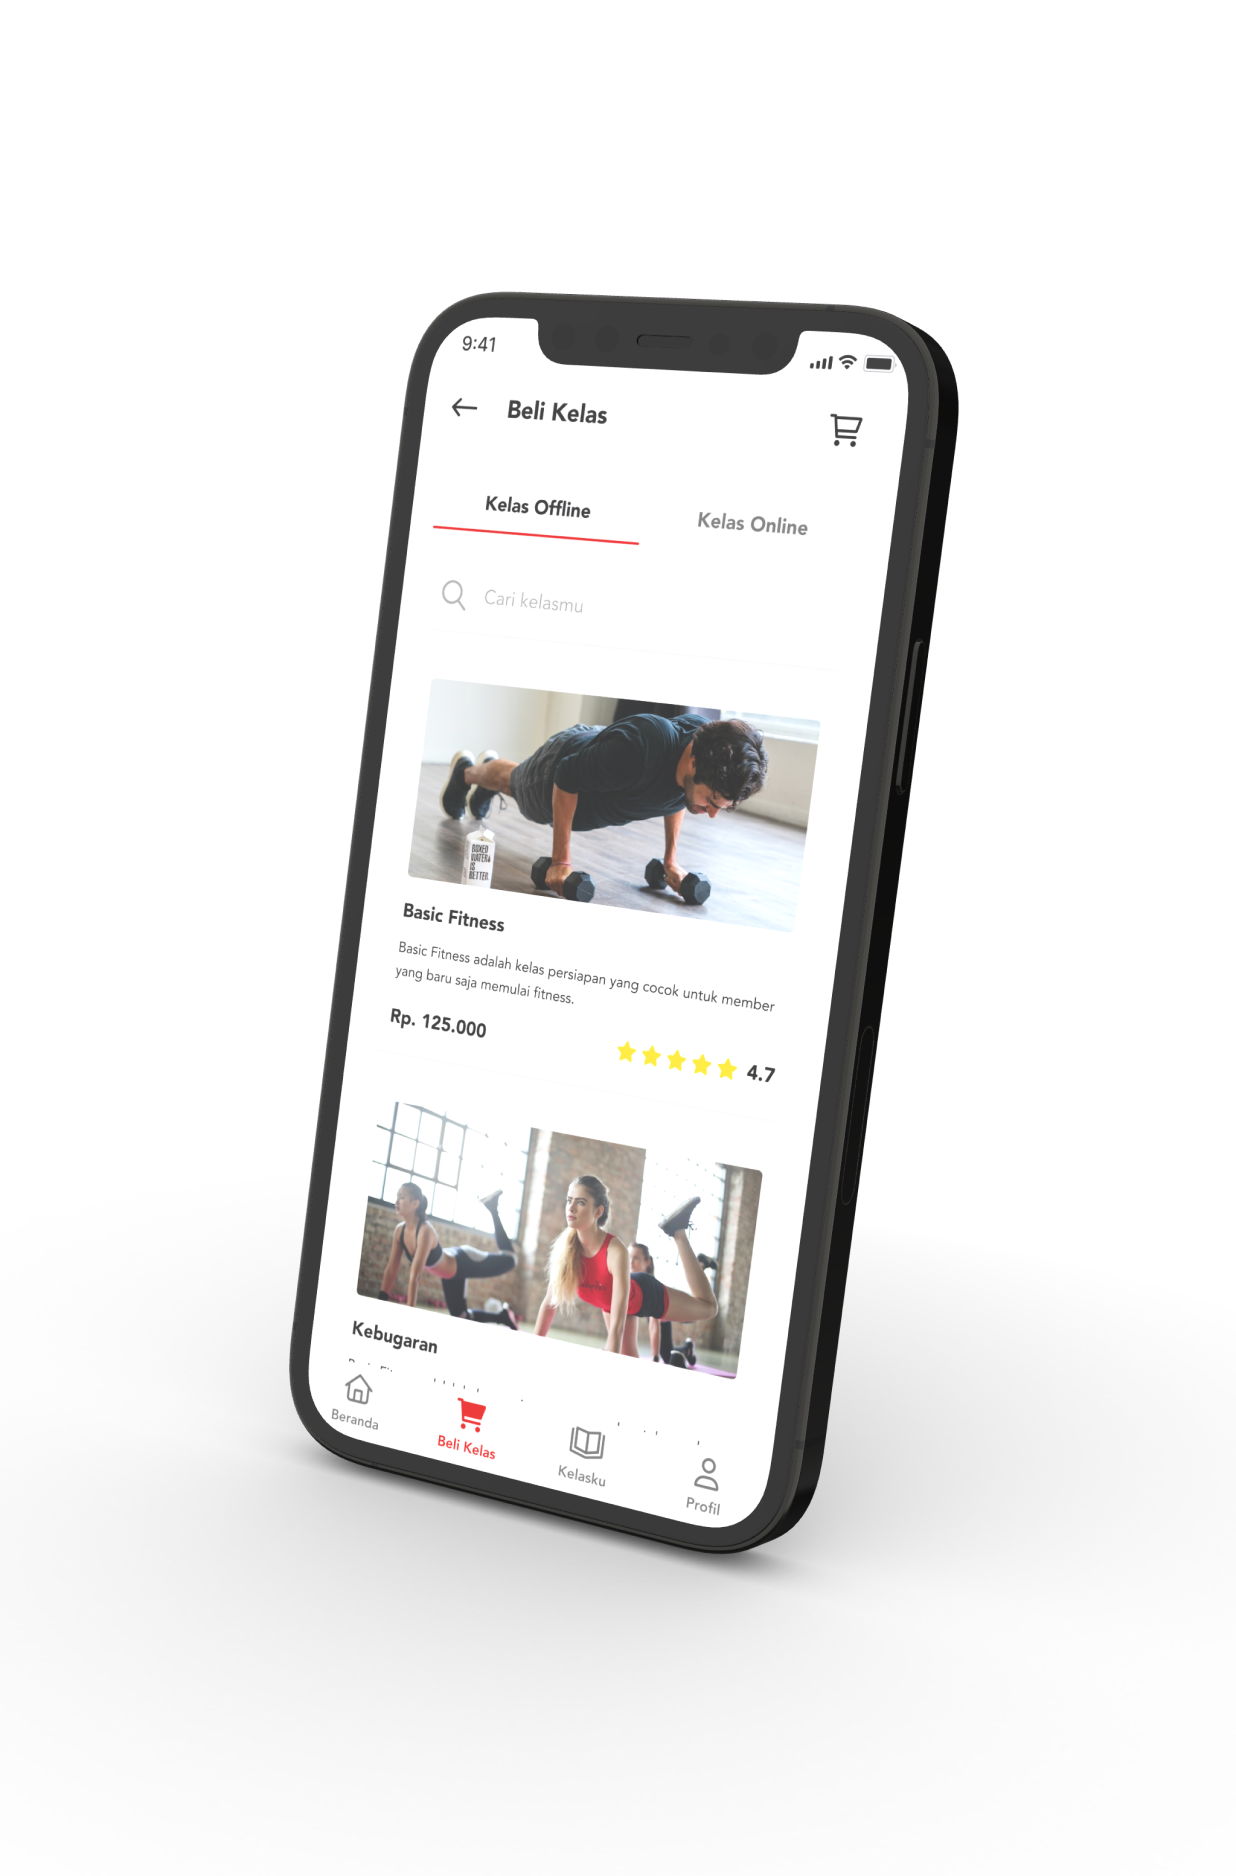 9:41
Beli Kelas
Kelas Offline
Kelas Online
Cari kelasmu
BOXED
WATER
IS
BETTER.
Basic Fitness
Basic Fitness adalah kelas persiapan yang cocok untuk member
yang baru saja memulai fitness.
Rp. 125.000
4.7
Kebugaran
Beranda
Beli Kelas
Kelasku
Profil